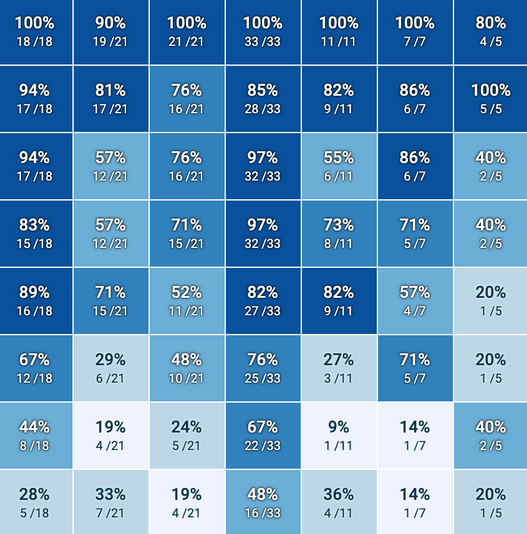 100% 90% 100% 100% 100% 100% 80%
18 /18 19 /21 21 /21 33 /33 11 /11 7 /7 4 /5
94% 81% 76% 85% 82% 86% 100%
17 /18 17 /21 16 /21 28 /33 9 /11 6 /7 5 /5
94% 57% 76% 97% 55% 86% 40%
17 /18 12 /21 16 /21 32 /33 6 /11 6 /7 2 /5
83% 57% 71% 97% 73% 71% 40%
15 /18 12 /21 15 /21 32 /33 8 /11 5 /7 2 /5
89% 71% 52% 82% 82% 57% 20%
16 /18 15 /21 11 /21 27 /33 9 /11 4 /7 1 /5
67% 29% 48% 76% 27% 71% 20%
12 /18 6 /21 10 /21 25 /33 3 /11 5 /7 1 /5
44% 19% 24% 67% 9% 14% 40%
8 /18 4 /21 5 /21 22 /33 1 /11 1 /7 2 /5
28% 33% 19% 48% 36% 14% 20%
5 /18 7 /21 4 /21 16 /33 4 /11 1 /7 1 /5